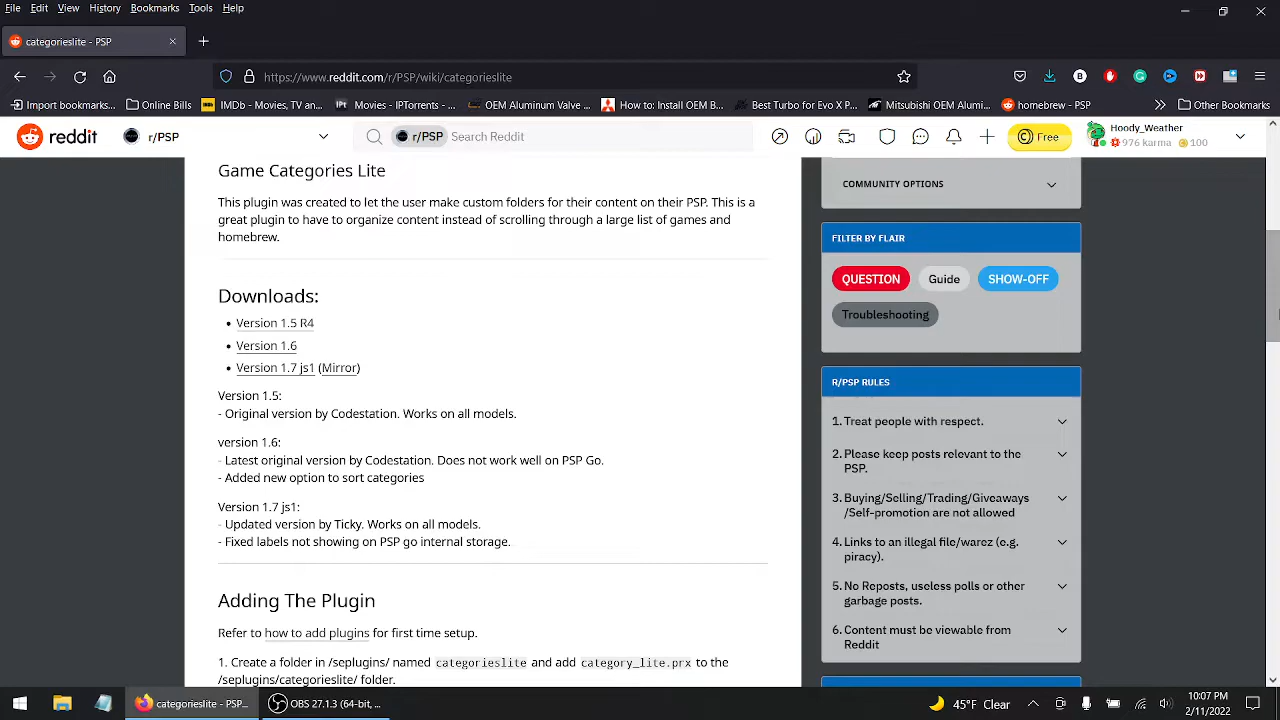 File Edit View History Bookmarks Tools Help
categorieslite - PSP
https://www.reddit.com/r/PSP/wiki/categorieslite
Import bookmarks... Online Bills IMDb - Movies, TV an... Movies - IPTorrents - ... OEM Aluminum Valve ... How to: Install OEM B... Best Turbo for Evo X P... Mitsubishi OEM Alumi... homebrew - PSP Other Bookmarks
reddit r/PSP r/PSP Search Reddit Free Hoody_Weather
976 karma 100
Game Categories Lite
This plugin was created to let the user make custom folders for their content on their PSP. This is a
great plugin to have to organize content instead of scrolling through a large list of games and
homebrew.
Downloads:
• Version 1.5 R4
• Version 1.6
• Version 1.7 js1 (Mirror)
Version 1.5:
- Original version by Codestation. Works on all models.
version 1.6:
- Latest original version by Codestation. Does not work well on PSP Go.
- Added new option to sort categories
Version 1.7 js1:
- Updated version by Ticky. Works on all models.
- Fixed labels not showing on PSP go internal storage.
Adding The Plugin
Refer to how to add plugins for first time setup.
1. Create a folder in /seplugins/ named categorieslite and add category_lite.prx to the
/seplugins/categorieslite/ folder.
COMMUNITY OPTIONS
FILTER BY FLAIR
QUESTION Guide SHOW-OFF
Troubleshooting
R/PSP RULES
1. Treat people with respect.
2. Please keep posts relevant to the
PSP.
3. Buying/Selling/Trading/Giveaways
/Self-promotion are not allowed
4. Links to an illegal file/warez (e.g.
piracy).
5. No Reposts, useless polls or other
garbage posts.
6. Content must be viewable from
Reddit
categorieslite - PSP... OBS 27.1.3 (64-bit, ... 45°F Clear 10:07 PM
2/11/2022